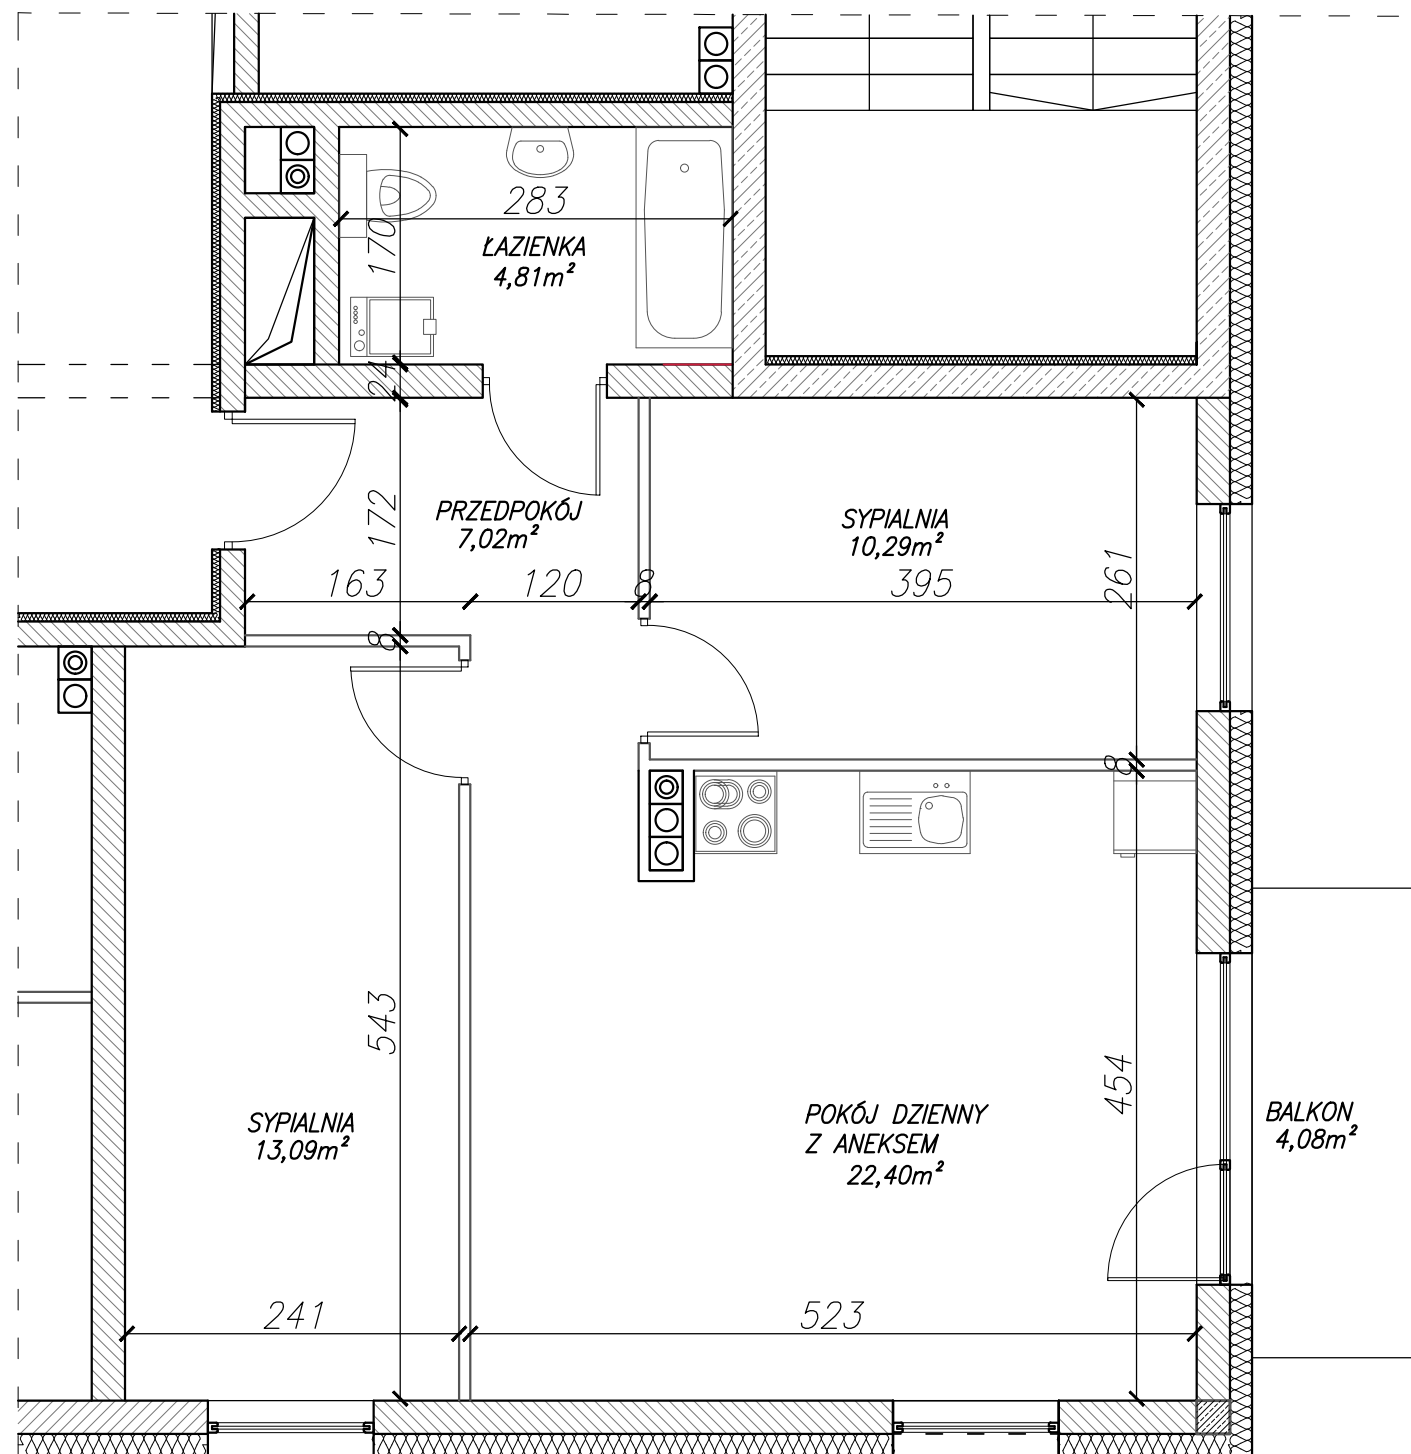 283
170
ŁAZIENKA
4,81m²
24
172
PRZEDPOKÓJ
7,02m²
SYPIALNIA
10,29m²
163
120
8
395
261
8
8
543
454
SYPIALNIA
13,09m²
POKÓJ DZIENNY
Z ANEKSEM
22,40m²
BALKON
4,08m²
241
523